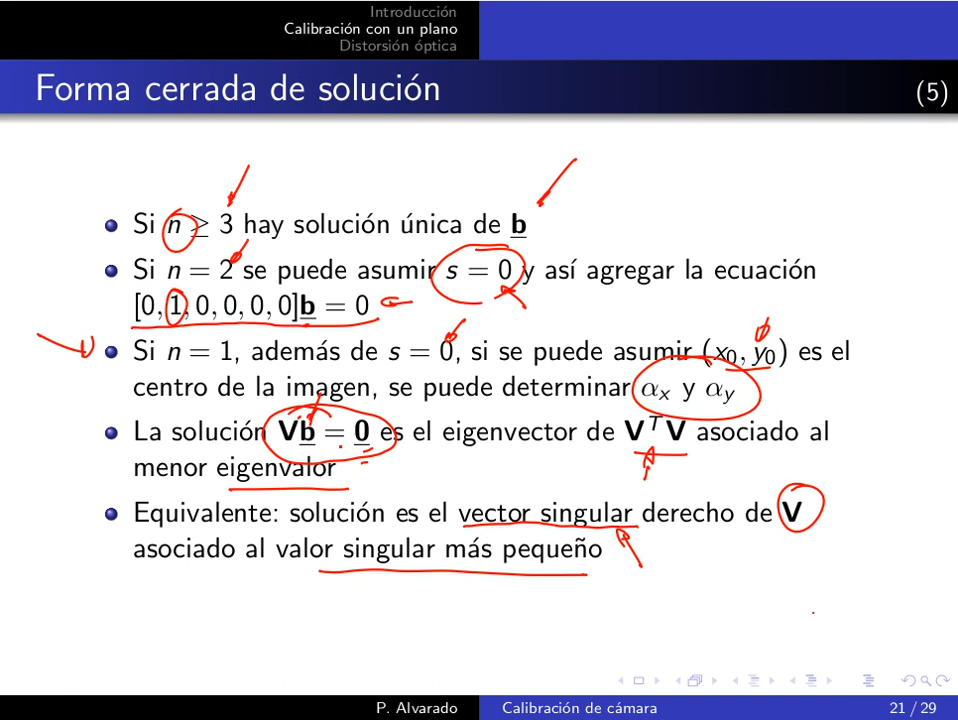 Introducción
Calibración con un plano
Distorsión óptica
Forma cerrada de solución (5)
Si n ≥ 3 hay solución única de b
Si n = 2 se puede asumir s = 0 y así agregar la ecuación
[0, 1, 0, 0, 0, 0]b = 0
Si n = 1, además de s = 0, si se puede asumir (x₀, y₀) es el
centro de la imagen, se puede determinar αₓ y αᵧ
La solución Vb = 0 es el eigenvector de VᵀV asociado al
menor eigenvalor
Equivalente: solución es el vector singular derecho de V
asociado al valor singular más pequeño
P. Alvarado Calibración de cámara 21 / 29